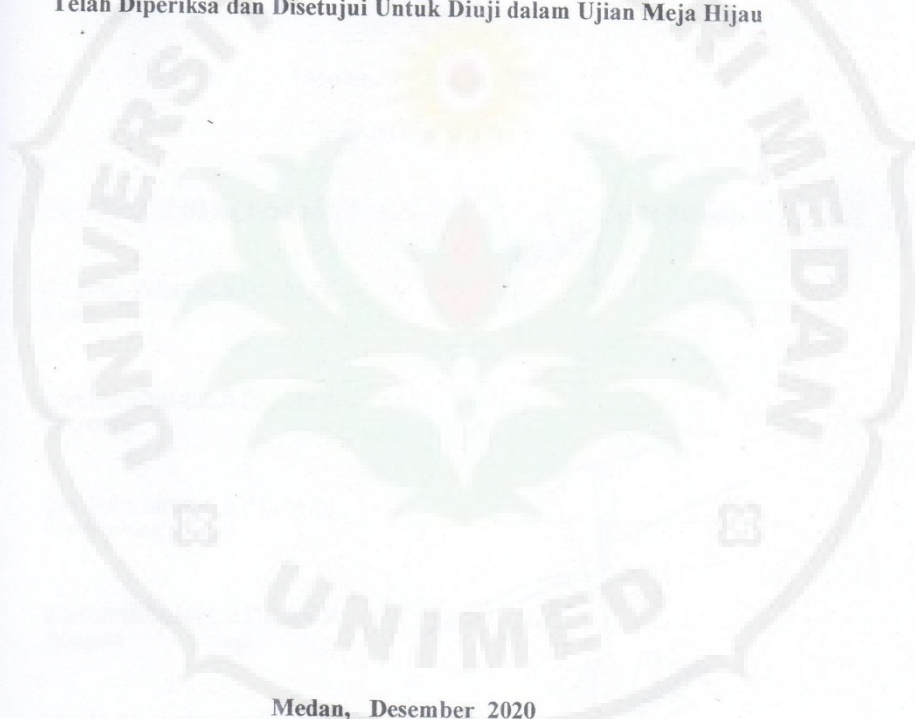 Telah Diperiksa dan Disetujui Untuk Diuji dalam Ujian Meja Hijau
UNIVERSITAS NEGERI MEDAN
UNIMED
Medan, Desember 2020